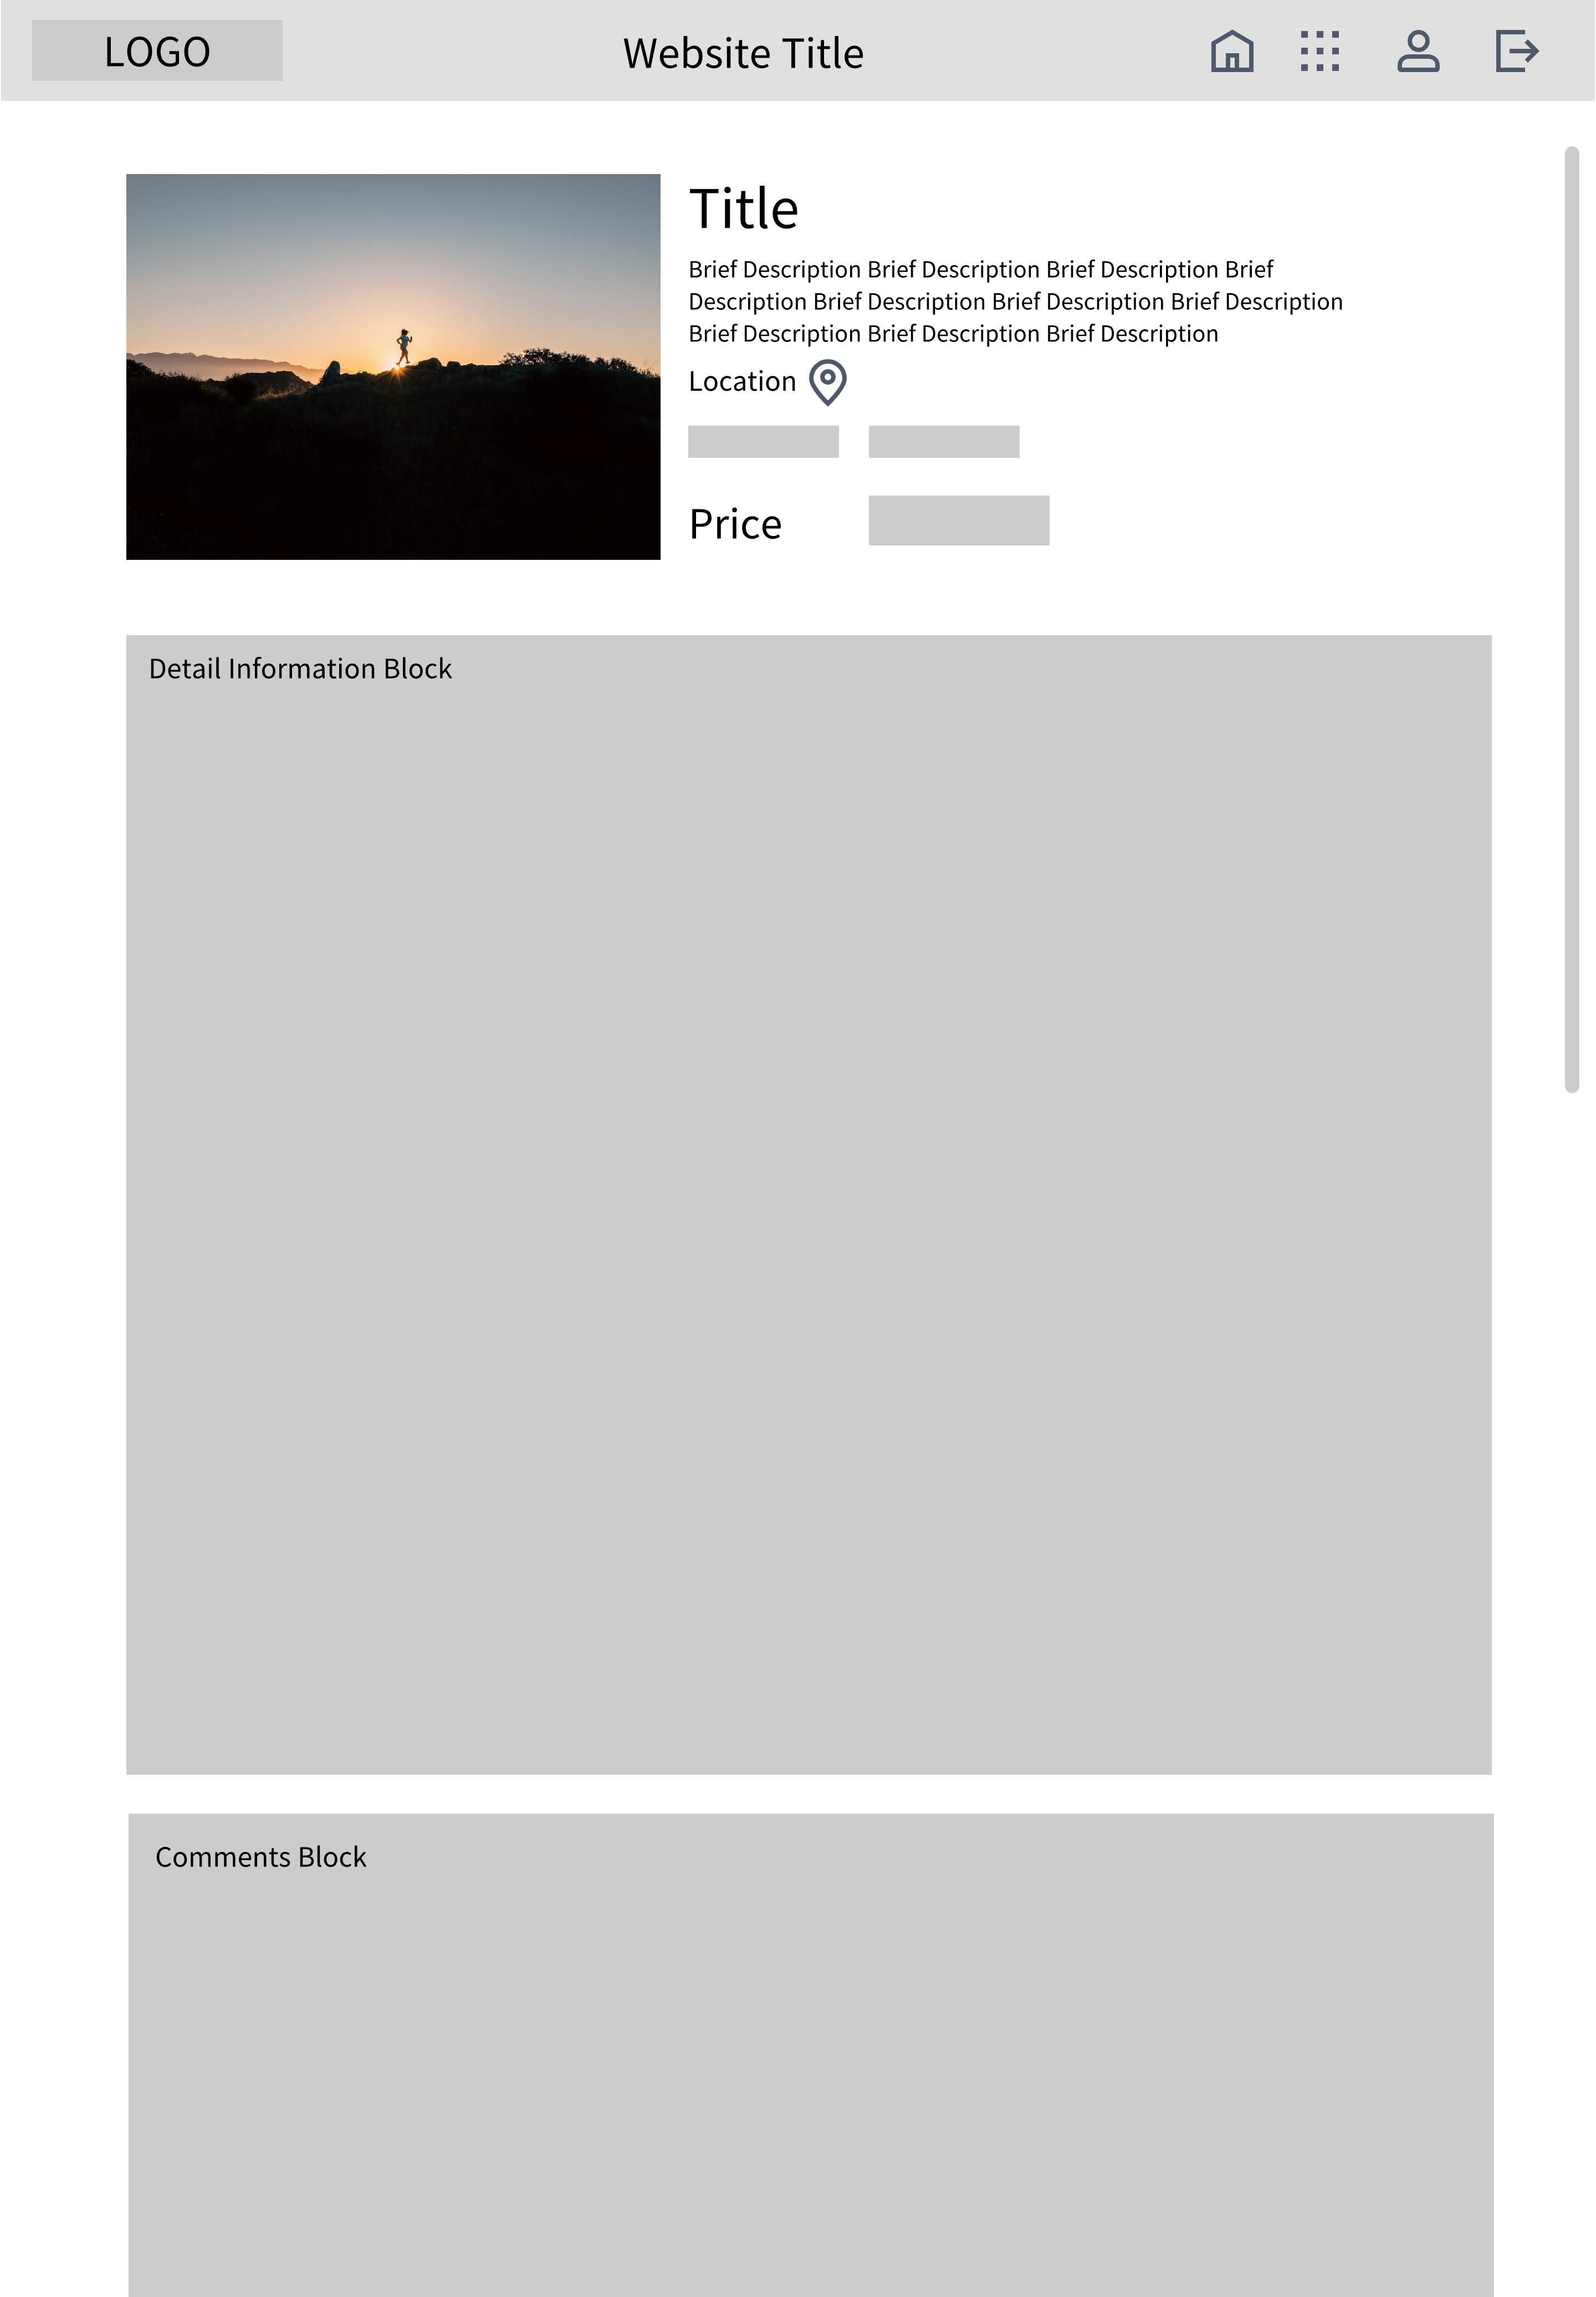 LOGO
Website Title
Title
Brief Description Brief Description Brief Description Brief
Description Brief Description Brief Description Brief Description
Brief Description Brief Description Brief Description
Location
Price
Detail Information Block
Comments Block